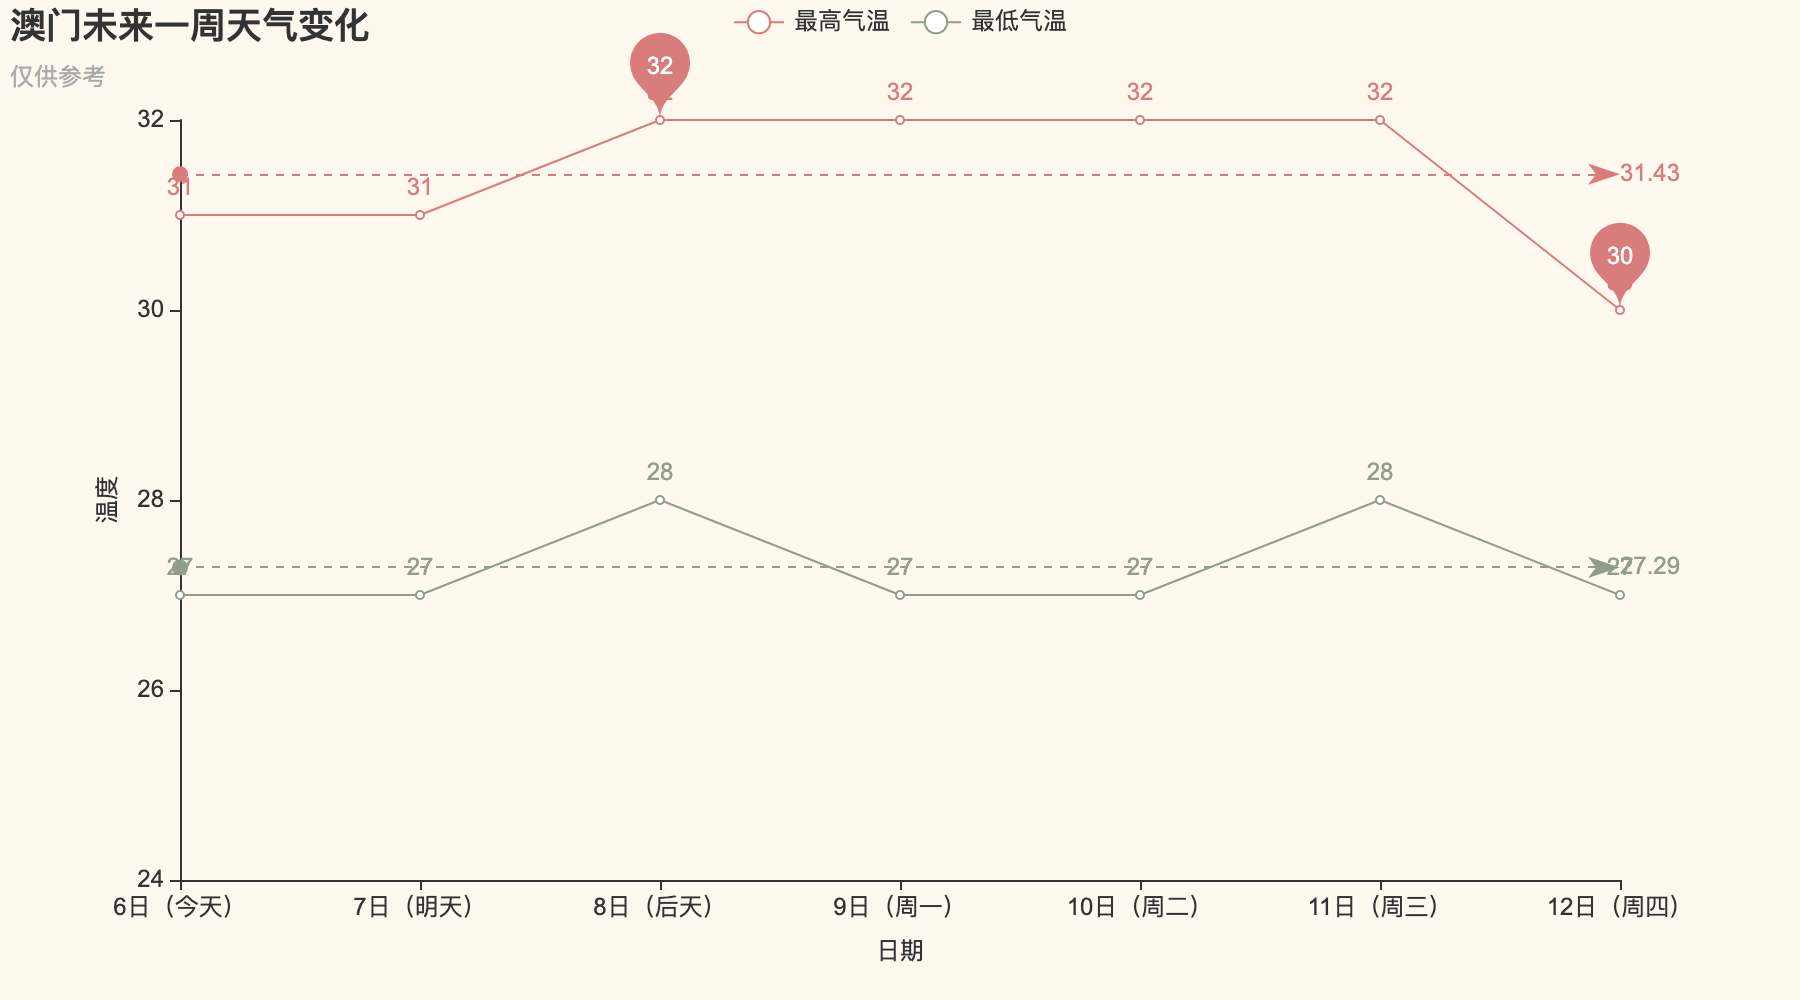 澳门未来一周天气变化
仅供参考
最高气温
最低气温
32
32
32
32
32
31.43
31
31
30
30
28
28
28
27
27
27
27
27
27.29
温度
26
24
6日（今天）
7日（明天）
8日（后天）
9日（周一）
10日（周二）
11日（周三）
12日（周四）
日期